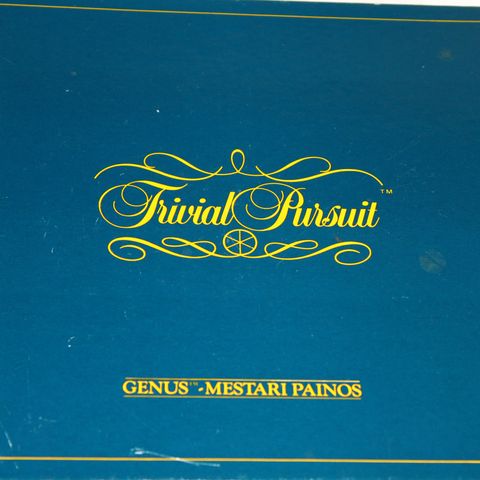 Trivial Pursuit™
GENUS™-MESTARI PAINOS